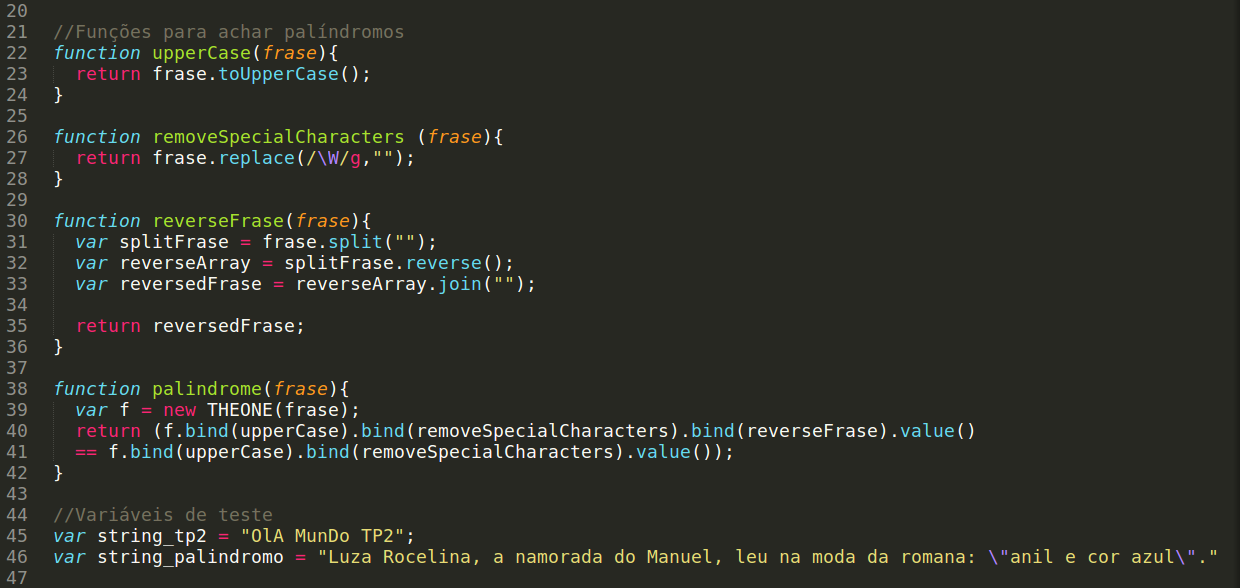 20
21 //Funções para achar palíndromos
22 function upperCase(frase){
23   return frase.toUpperCase();
24 }
25
26 function removeSpecialCharacters (frase){
27   return frase.replace(/\W/g,"");
28 }
29
30 function reverseFrase(frase){
31   var splitFrase = frase.split("");
32   var reverseArray = splitFrase.reverse();
33   var reversedFrase = reverseArray.join("");
34
35   return reversedFrase;
36 }
37
38 function palindrome(frase){
39   var f = new THEONE(frase);
40   return (f.bind(upperCase).bind(removeSpecialCharacters).bind(reverseFrase).value()
41   == f.bind(upperCase).bind(removeSpecialCharacters).value());
42 }
43
44 //Variáveis de teste
45 var string_tp2 = "OlA MunDo TP2";
46 var string_palindromo = "Luza Rocelina, a namorada do Manuel, leu na moda da romana: \"anil e cor azul\"."
47